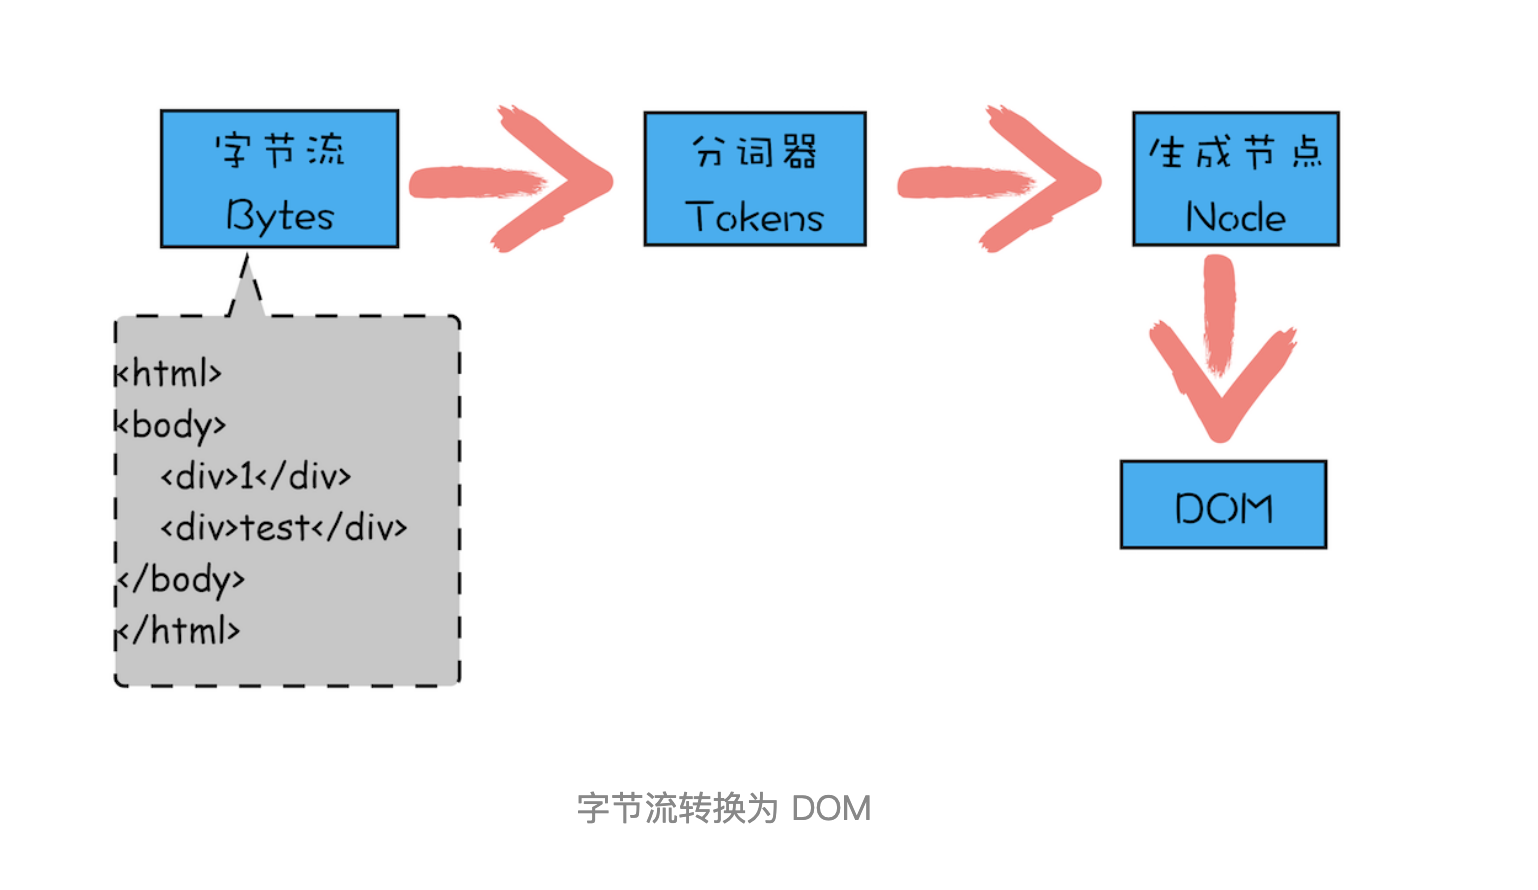 字节流
Bytes
分词器
Tokens
生成节点
Node
<html>
<body>
<div>1</div>
<div>test</div>
</body>
</html>
DOM
字节流转换为 DOM